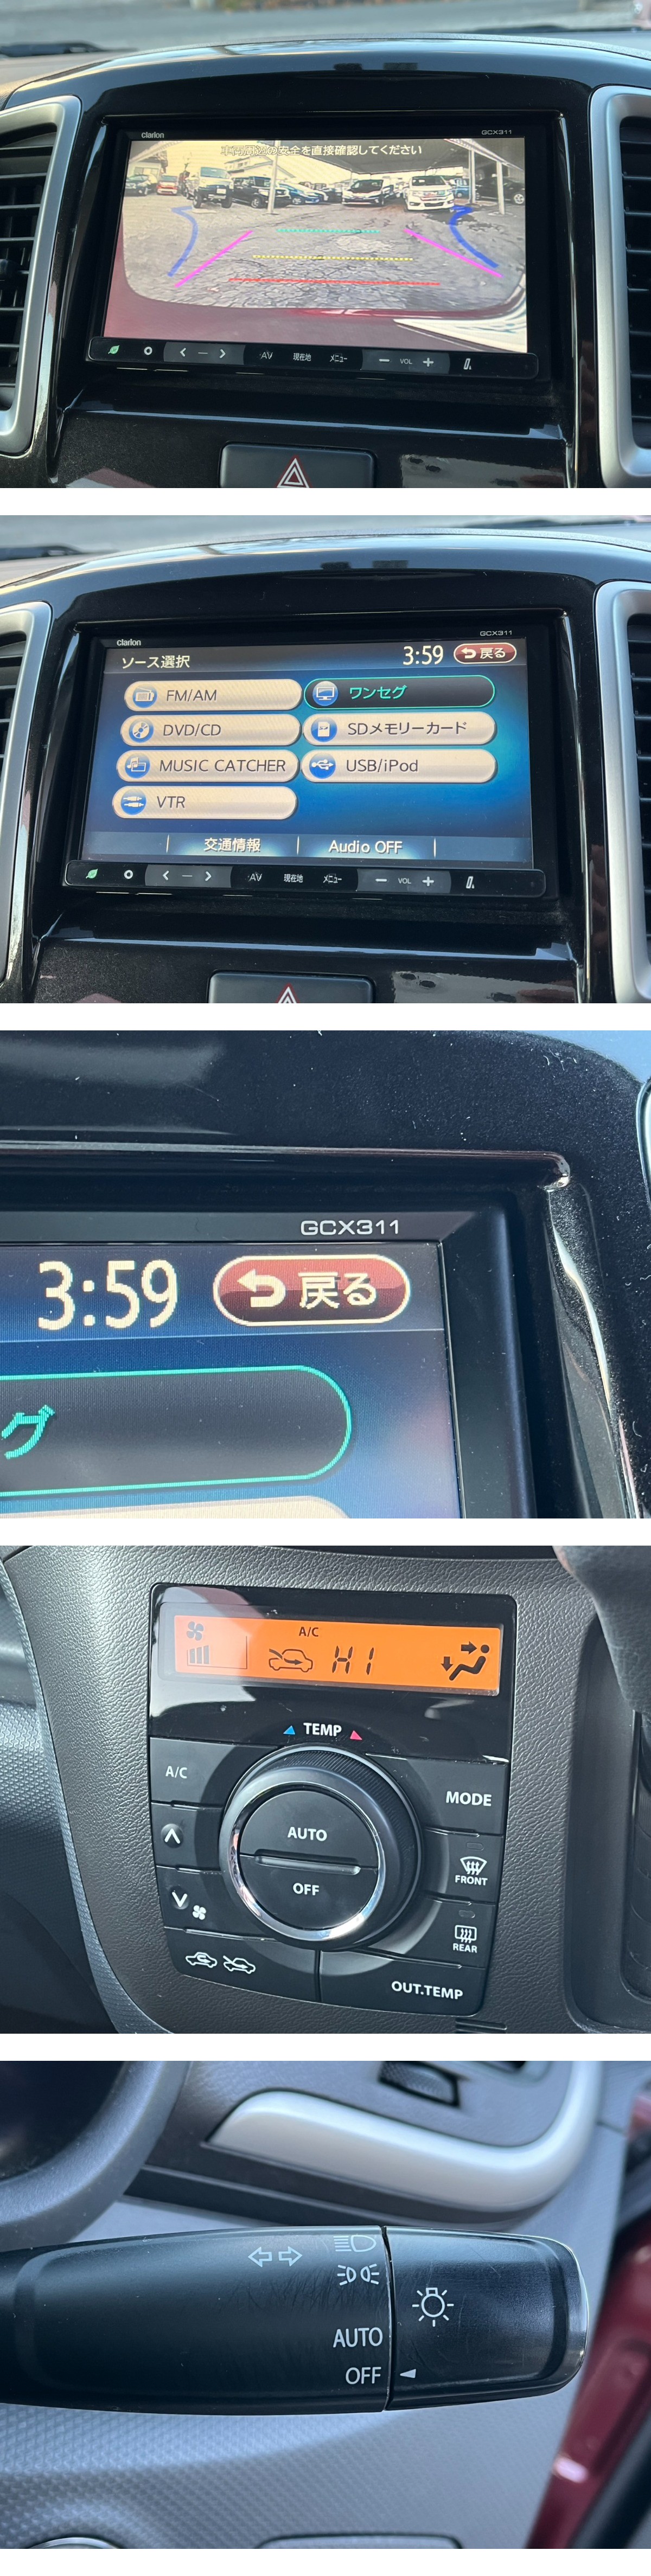 clarion
GCX311
の安全を直接確認してください
AV
現在地
メニュー
VOL
clarion
GCX311
ソース選択
3:59
戻る
FM/AM
ワンセグ
DVD/CD
SDメモリーカード
MUSIC CATCHER
USB/iPod
VTR
交通情報
Audio OFF
AV
現在地
メニュー
VOL
GCX311
3:59
戻る
グ
A/C
HI
TEMP
A/C
MODE
AUTO
OFF
FRONT
REAR
OUT.TEMP
AUTO
OFF